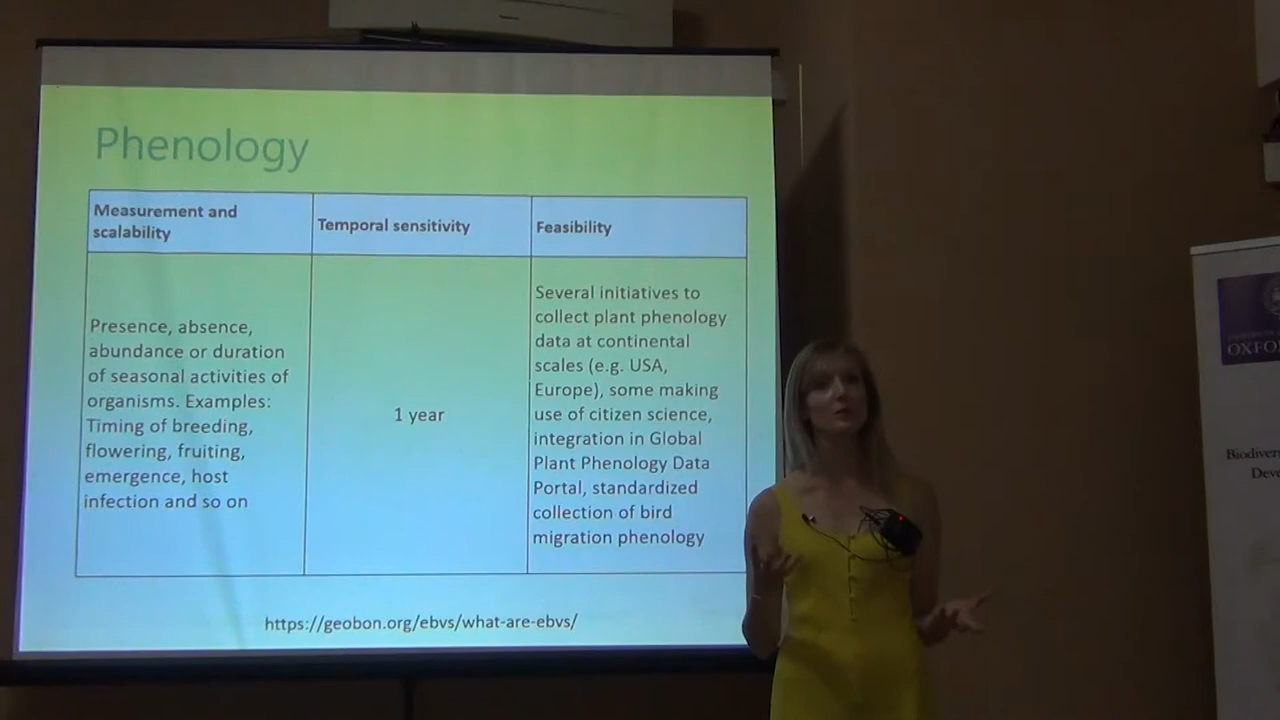 Phenology
Measurement and
scalability
Temporal sensitivity
Feasibility
Presence, absence,
abundance or duration
of seasonal activities of
organisms. Examples:
Timing of breeding,
flowering, fruiting,
emergence, host
infection and so on
1 year
Several initiatives to
collect plant phenology
data at continental
scales (e.g. USA,
Europe), some making
use of citizen science,
integration in Global
Plant Phenology Data
Portal, standardized
collection of bird
migration phenology
https://geobon.org/ebvs/what-are-ebvs/
OXFO
Biodiver
Deve